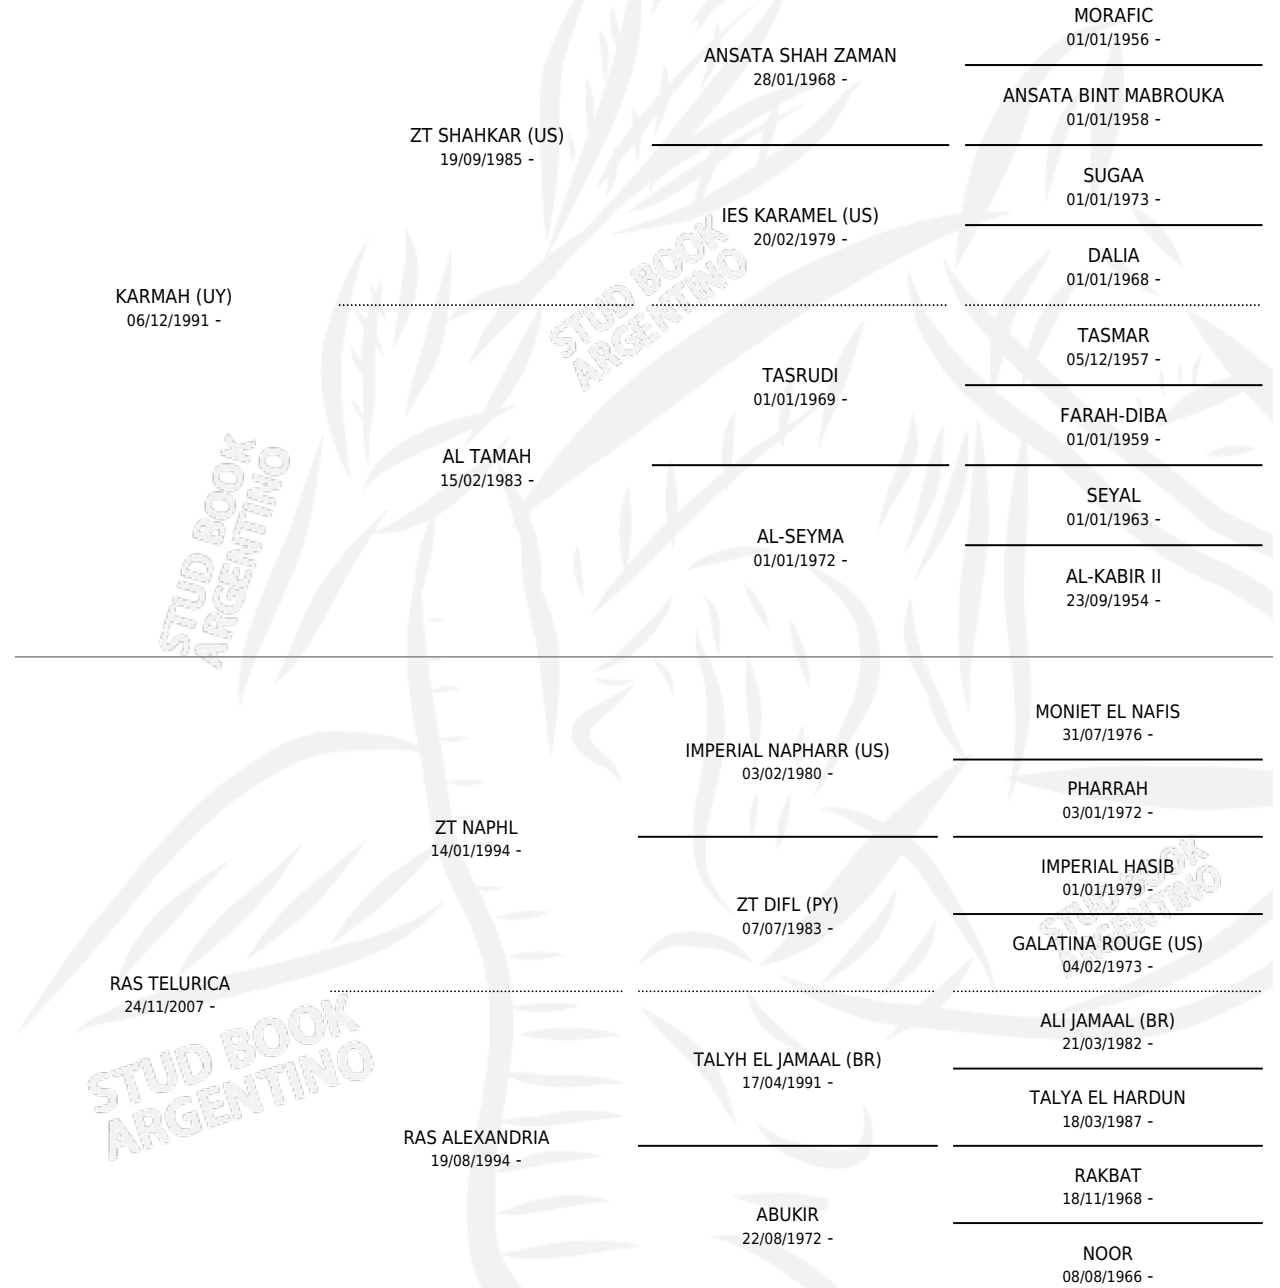 MORAFIC
01/01/1956 -
ANSATA SHAH ZAMAN
28/01/1968 -
ANSATA BINT MABROUKA
01/01/1958 -
ZT SHAHKAR (US)
19/09/1985 -
SUGAA
01/01/1973 -
IES KARAMEL (US)
20/02/1979 -
DALIA
01/01/1968 -
KARMAH (UY)
06/12/1991 -
TASMAR
05/12/1957 -
TASRUDI
01/01/1969 -
FARAH-DIBA
01/01/1959 -
AL TAMAH
15/02/1983 -
SEYAL
01/01/1963 -
AL-SEYMA
01/01/1972 -
AL-KABIR II
23/09/1954 -
STUD BOOK
ARGENTINO
STUD BOOK
ARGENTINO
MONIET EL NAFIS
31/07/1976 -
IMPERIAL NAPHARR (US)
03/02/1980 -
PHARRAH
03/01/1972 -
ZT NAPHL
14/01/1994 -
IMPERIAL HASIB
01/01/1979 -
ZT DIFL (PY)
07/07/1983 -
GALATINA ROUGE (US)
04/02/1973 -
RAS TELURICA
24/11/2007 -
ALI JAMAAL (BR)
21/03/1982 -
TALYH EL JAMAAL (BR)
17/04/1991 -
TALYA EL HARDUN
18/03/1987 -
RAS ALEXANDRIA
19/08/1994 -
RAKBAT
18/11/1968 -
ABUKIR
22/08/1972 -
NOOR
08/08/1966 -
STUD BOOK
ARGENTINO
STUD BOOK
ARGENTINO